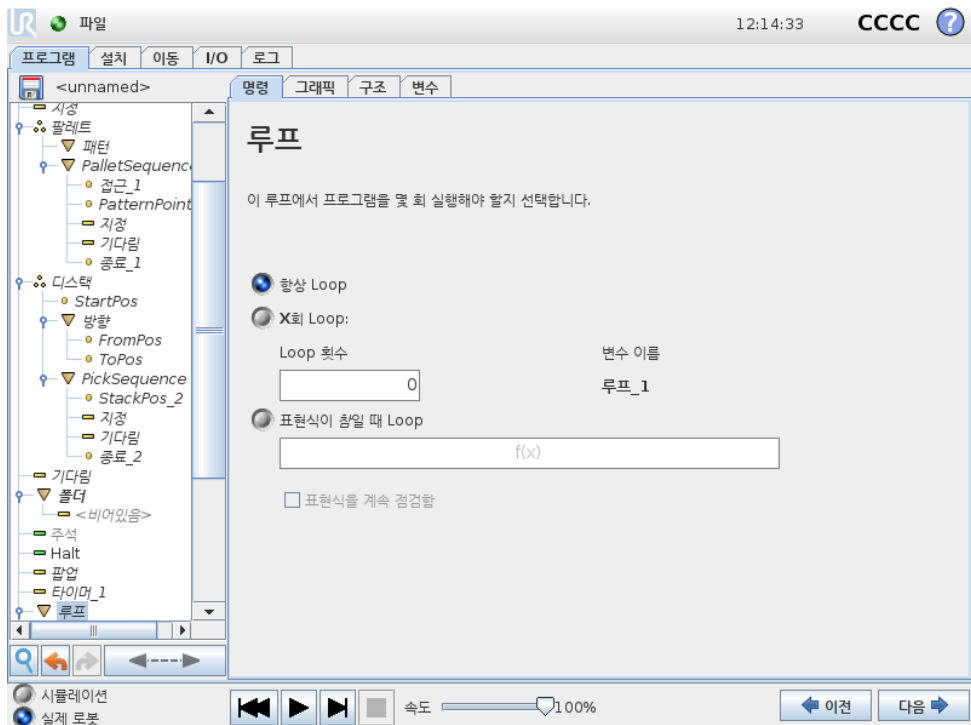 UR 파일 12:14:33 CCCC ?
프로그램 설치 이동 I/O 로그
<unnamed>
명령 그래픽 구조 변수
지정
팔레트
패턴
PalletSequenc
접근_1
PatternPoint
지정
기다림
종료_1
디스택
StartPos
방향
FromPos
ToPos
PickSequence
StackPos_2
지정
기다림
종료_2
기다림
폴더
<비어있음>
주석
Halt
팝업
타이머_1
루프
루프
이 루프에서 프로그램을 몇 회 실행해야 할지 선택합니다.
항상 Loop
X회 Loop:
Loop 횟수 변수 이름
0 루프_1
표현식이 참일 때 Loop
f(x)
표현식을 계속 점검함
시뮬레이션
실제 로봇
속도 100%
이전 다음